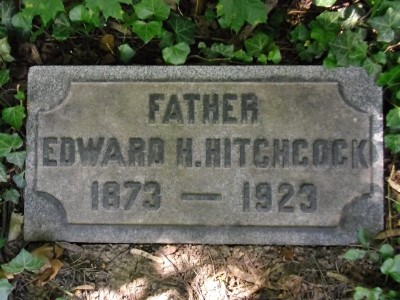 FATHER
EDWARD H. HITCHCOCK
1873 — 1923